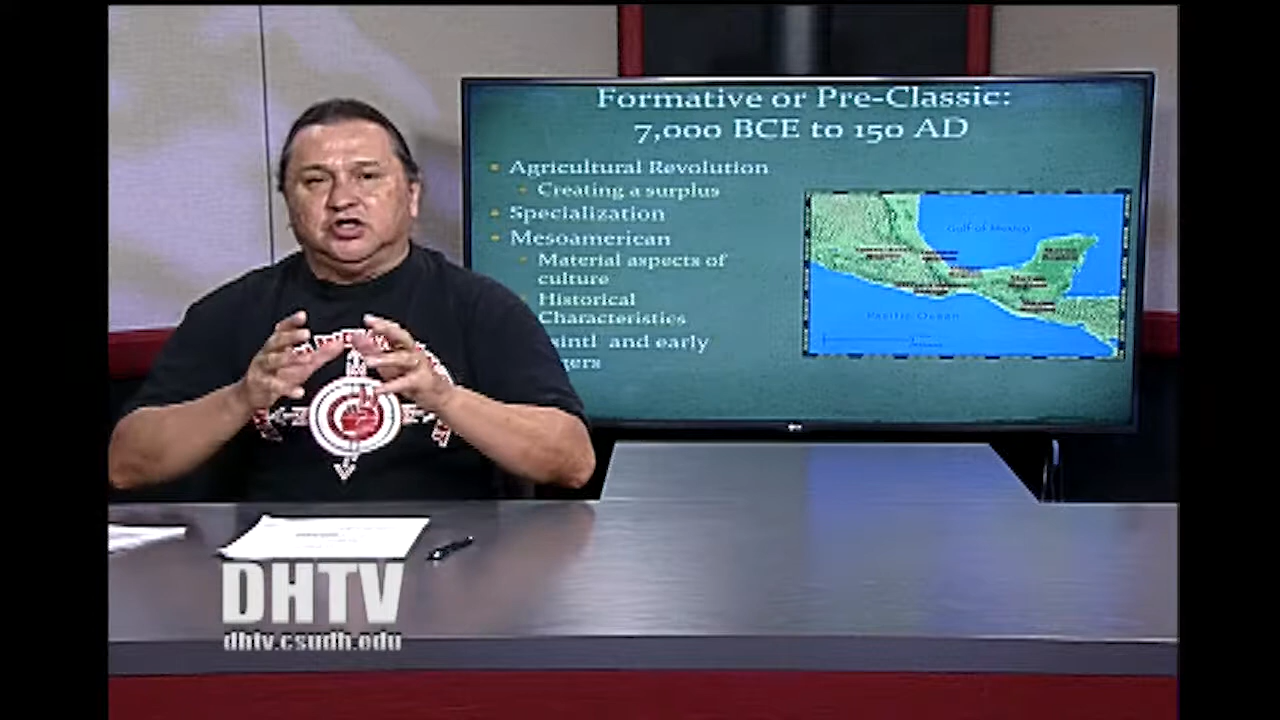 Formative or Pre-Classic:
7,000 BCE to 150 AD
Agricultural Revolution
Creating a surplus
Specialization
Mesoamerican
Material aspects of
culture
Historical
Characteristics
and early
Gulf of Mexico
Pacific Ocean
DHTV
dhtv.csudh.edu